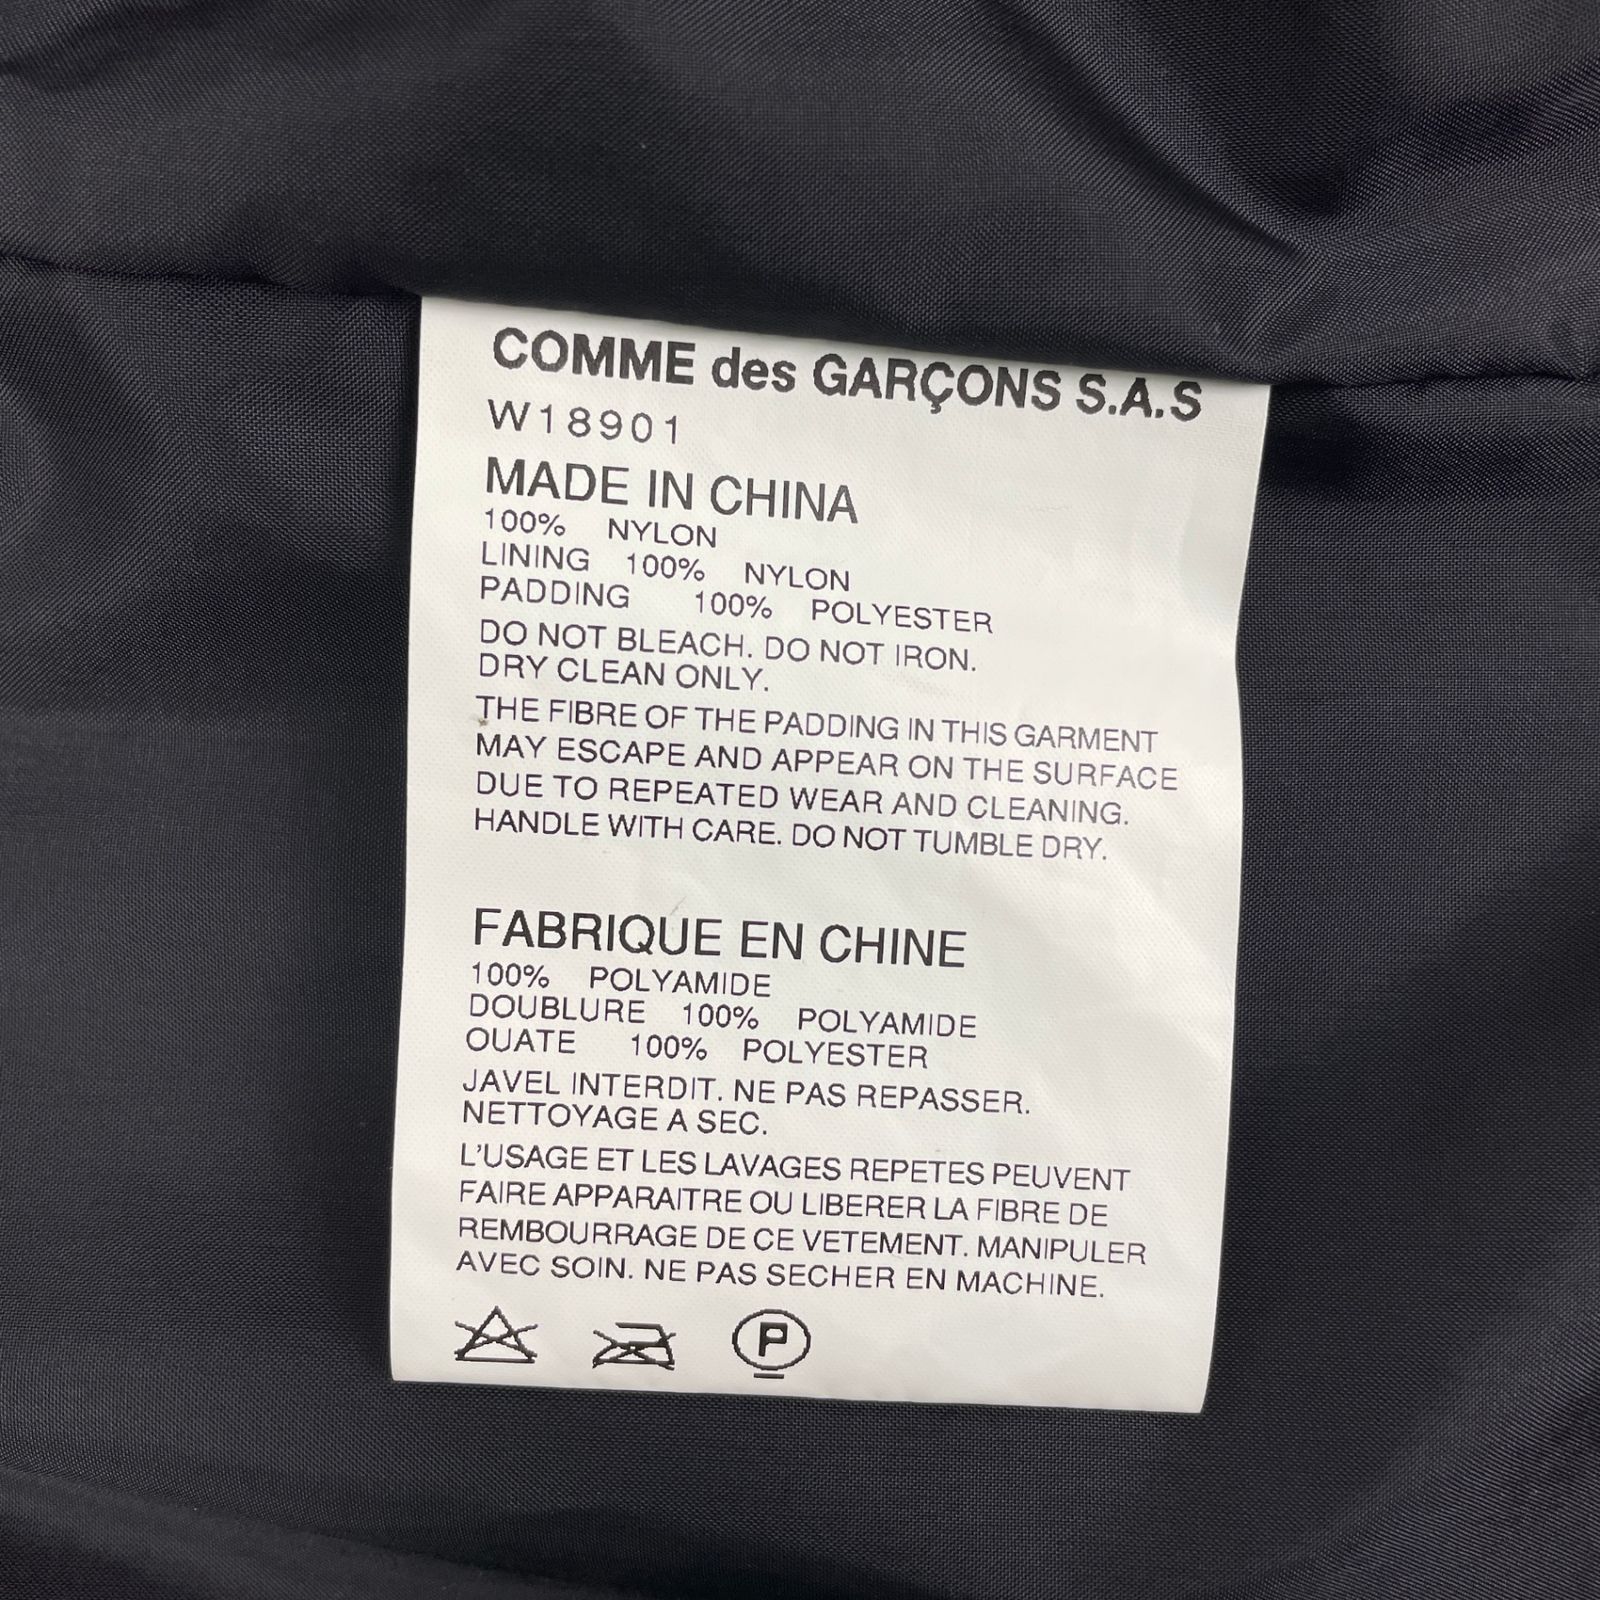 COMME des GARÇONS S.A.S
W18901
MADE IN CHINA
100% NYLON
LINING 100% NYLON
PADDING 100% POLYESTER
DO NOT BLEACH. DO NOT IRON.
DRY CLEAN ONLY.
THE FIBRE OF THE PADDING IN THIS GARMENT
MAY ESCAPE AND APPEAR ON THE SURFACE
DUE TO REPEATED WEAR AND CLEANING.
HANDLE WITH CARE. DO NOT TUMBLE DRY.
FABRIQUE EN CHINE
100% POLYAMIDE
DOUBLURE 100% POLYAMIDE
OUATE 100% POLYESTER
JAVEL INTERDIT. NE PAS REPASSER.
NETTOYAGE A SEC.
L'USAGE ET LES LAVAGES REPETES PEUVENT
FAIRE APPARAITRE OU LIBERER LA FIBRE DE
REMBOURRAGE DE CE VETEMENT. MANIPULER
AVEC SOIN. NE PAS SECHER EN MACHINE.
P